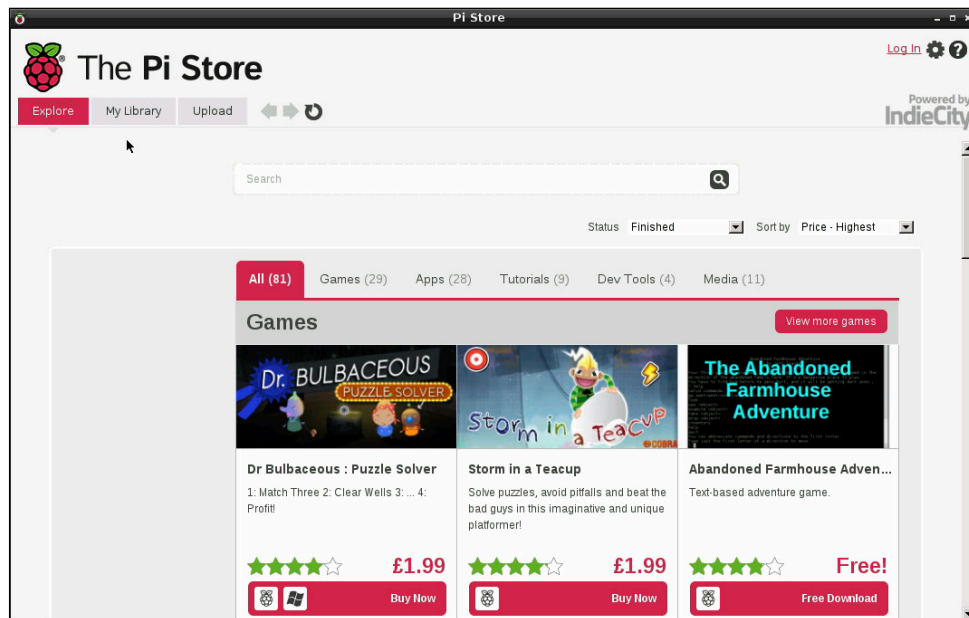 Pi Store
The Pi Store
Log In
Explore
My Library
Upload
Powered by
IndieCity
Search
Status Finished
Sort by Price - Highest
All (81)
Games (29)
Apps (28)
Tutorials (9)
Dev Tools (4)
Media (11)
Games
View more games
Dr. BULBACEOUS
PUZZLE SOLVER
Storm in a Teacup
COBRA
The Abandoned
Farmhouse
Adventure
Dr Bulbaceous : Puzzle Solver
1: Match Three 2: Clear Wells 3: ... 4:
Profit!
£1.99
Buy Now
Storm in a Teacup
Solve puzzles, avoid pitfalls and beat the
bad guys in this imaginative and unique
platformer!
£1.99
Buy Now
Abandoned Farmhouse Adven...
Text-based adventure game.
Free!
Free Download